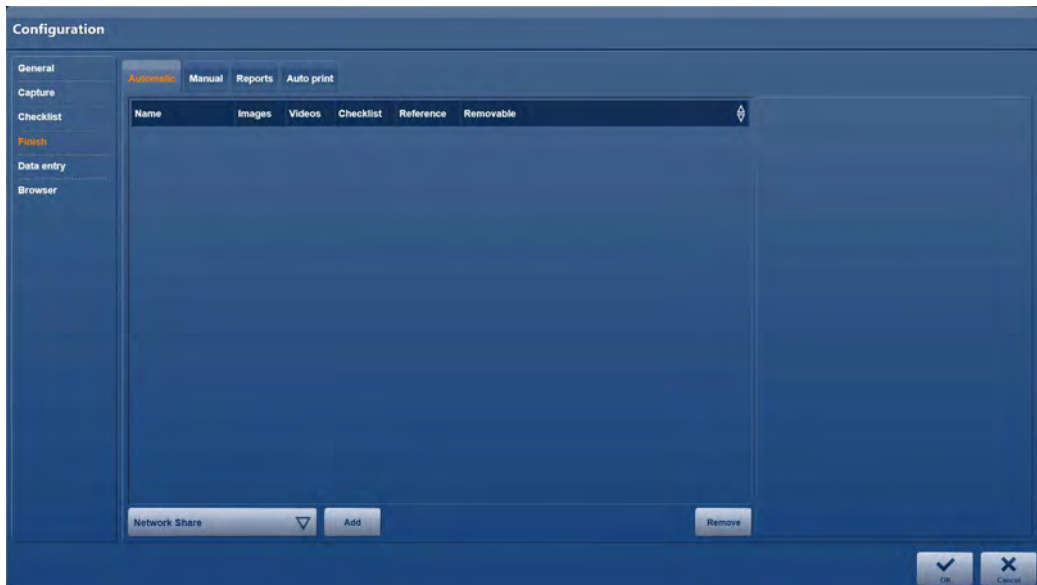 Configuration
General
Capture
Checklist
Finish
Data entry
Browser
Automatic Manual Reports Auto print
Name Images Videos Checklist Reference Removable
Network Share Add Remove
OK Cancel